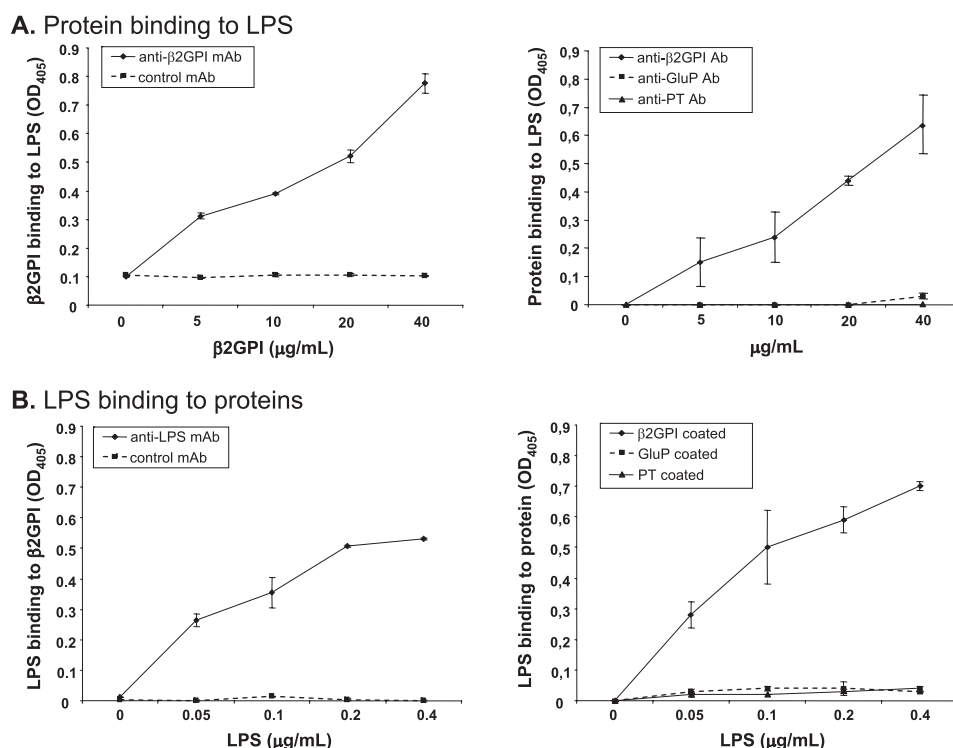 A. Protein binding to LPS
β2GPI binding to LPS (OD405)
0.9
0.8
0.7
0.6
0.5
0.4
0.3
0.2
0.1
0
anti-β2GPI mAb
control mAb
0 5 10 20 40
β2GPI (µg/mL)
Protein binding to LPS (OD405)
0,9
0,8
0,7
0,6
0,5
0,4
0,3
0,2
0,1
0
anti-β2GPI Ab
anti-GluP Ab
anti-PT Ab
0 5 10 20 40
µg/mL
B. LPS binding to proteins
LPS binding to β2GPI (OD405)
0.9
0.8
0.7
0.6
0.5
0.4
0.3
0.2
0.1
0
anti-LPS mAb
control mAb
0 0.05 0.1 0.2 0.4
LPS (µg/mL)
LPS binding to protein (OD405)
0,9
0,8
0,7
0,6
0,5
0,4
0,3
0,2
0,1
0
β2GPI coated
GluP coated
PT coated
0 0.05 0.1 0.2 0.4
LPS (µg/mL)